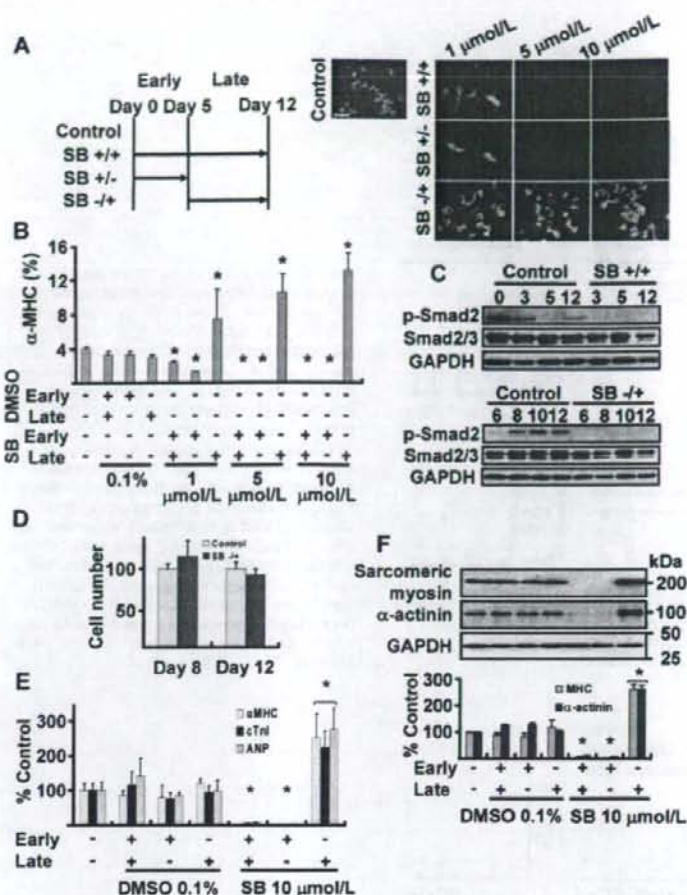 A
Early Late
Day 0 Day 5 Day 12
Control
SB +/+
SB +/-
SB -/+
Control
1 μmol/L 5 μmol/L 10 μmol/L
SB +/+
SB +/-
SB -/+
B
α-MHC (%)
16
12
8
4
DMSO
Early - + + - - - - - - - - - -
Late - + - + - - - - - - - - -
SB
Early - - - - + + - + + - + + -
Late - - - - + - + + - + + - +
0.1% 1 5 10
μmol/L μmol/L μmol/L
C
Control SB +/+
0 3 5 12 3 5 12
p-Smad2
Smad2/3
GAPDH
Control SB -/+
6 8 10 12 6 8 10 12
p-Smad2
Smad2/3
GAPDH
D
Cell number
100
50
Control
SB -/+
Day 8 Day 12
E
% Control
300
200
100
αMHC
cTnI
ANP
* * *
Early - + + - + + -
Late - + - + + - +
DMSO 0.1% SB 10 μmol/L
F
kDa
Sarcomeric
myosin
200
α-actinin
100
GAPDH
50
25
% Control
300
200
100
0
MHC
α-actinin
* * *
Early - + + - + + -
Late - + - + + - +
DMSO 0.1% SB 10 μmol/L